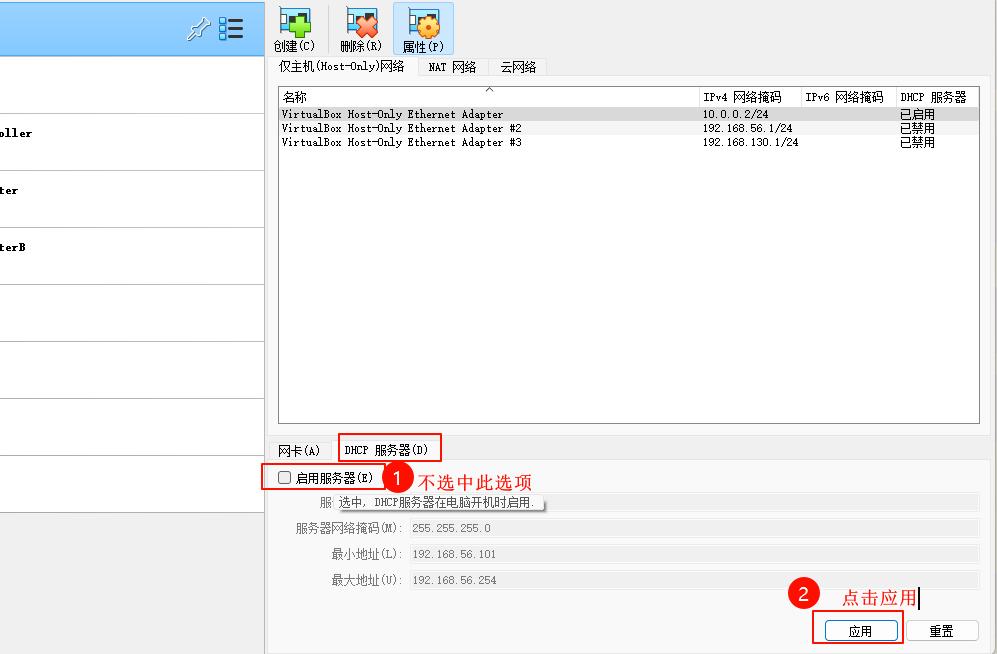 创建(C) 删除(R) 属性(P)
仅主机(Host-Only)网络 NAT 网络 云网络
名称 IPv4 网络掩码 IPv6 网络掩码 DHCP 服务器
VirtualBox Host-Only Ethernet Adapter 10.0.0.2/24 已启用
VirtualBox Host-Only Ethernet Adapter #2 192.168.56.1/24 已禁用
VirtualBox Host-Only Ethernet Adapter #3 192.168.130.1/24 已禁用
oller
ter
terB
网卡(A) DHCP 服务器(D)
启用服务器(E) 1 不选中此选项
选中, DHCP服务器在电脑开机时启用.
服务器网络掩码(M): 255.255.255.0
最小地址(L): 192.168.56.101
最大地址(U): 192.168.56.254
2 点击应用
应用 重置